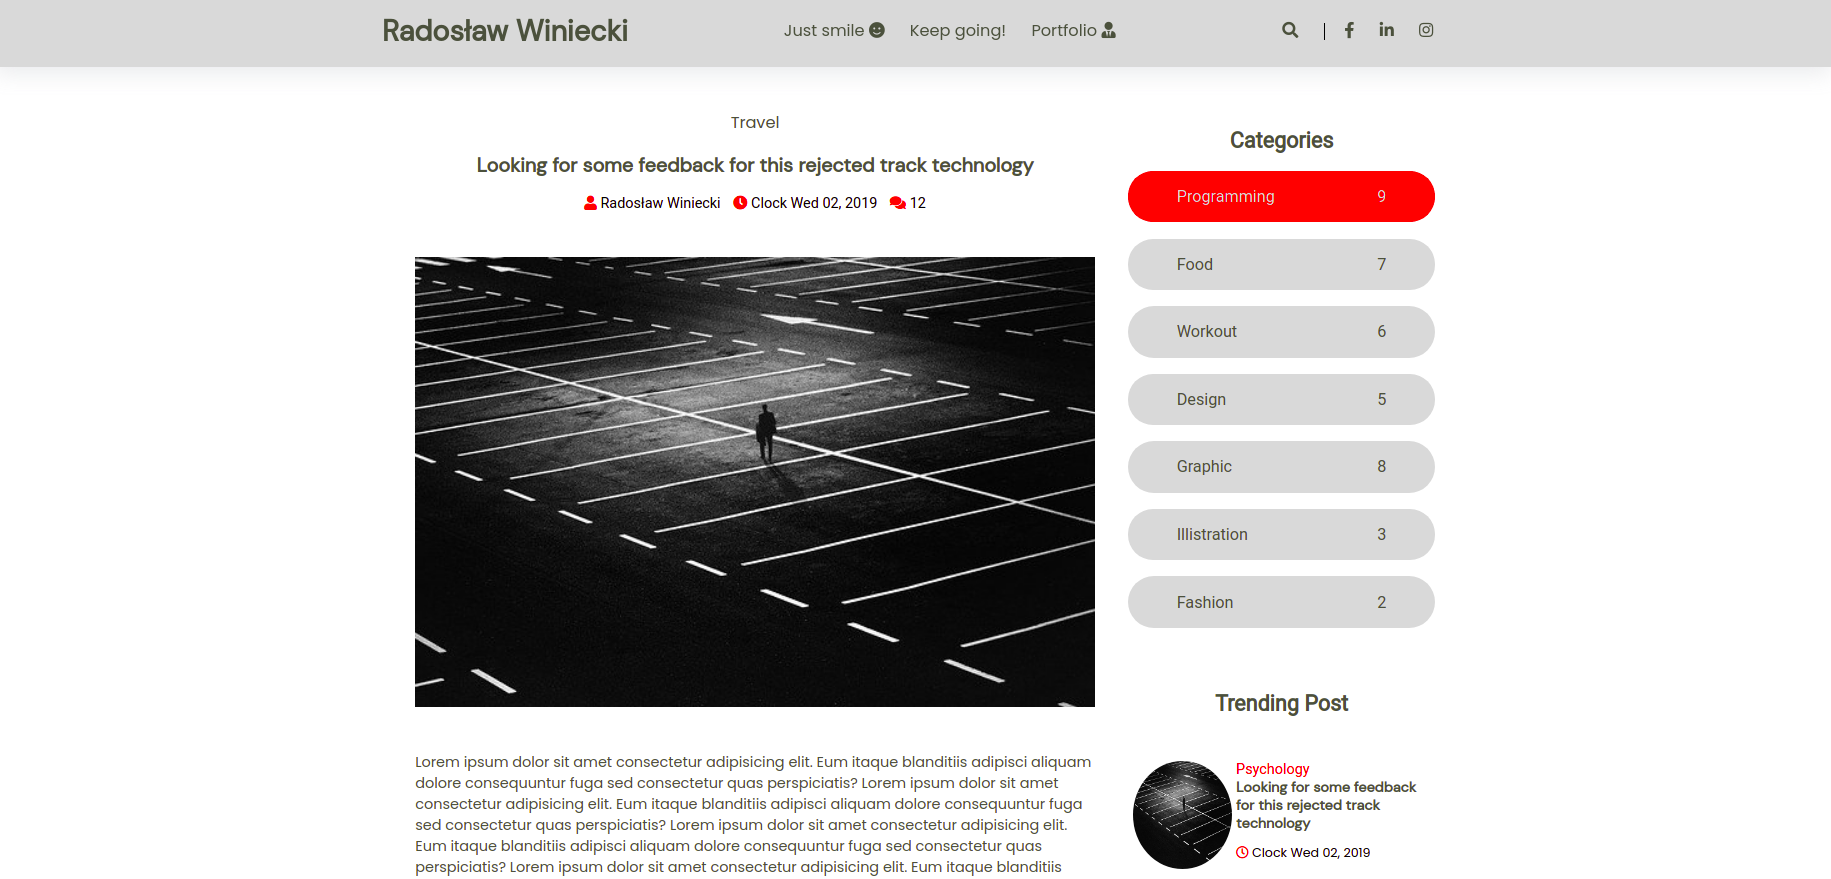 Radosław Winiecki
Just smile
Keep going!
Portfolio
Travel
Looking for some feedback for this rejected track technology
Radosław Winiecki
Clock Wed 02, 2019
12
Lorem ipsum dolor sit amet consectetur adipisicing elit. Eum itaque blanditiis adipisci aliquam
dolore consequuntur fuga sed consectetur quas perspiciatis? Lorem ipsum dolor sit amet
consectetur adipisicing elit. Eum itaque blanditiis adipisci aliquam dolore consequuntur fuga
sed consectetur quas perspiciatis? Lorem ipsum dolor sit amet consectetur adipisicing elit.
Eum itaque blanditiis adipisci aliquam dolore consequuntur fuga sed consectetur quas
perspiciatis? Lorem ipsum dolor sit amet consectetur adipisicing elit. Eum itaque blanditiis
Categories
Programming 9
Food 7
Workout 6
Design 5
Graphic 8
Illistration 3
Fashion 2
Trending Post
Psychology
Looking for some feedback
for this rejected track
technology
Clock Wed 02, 2019